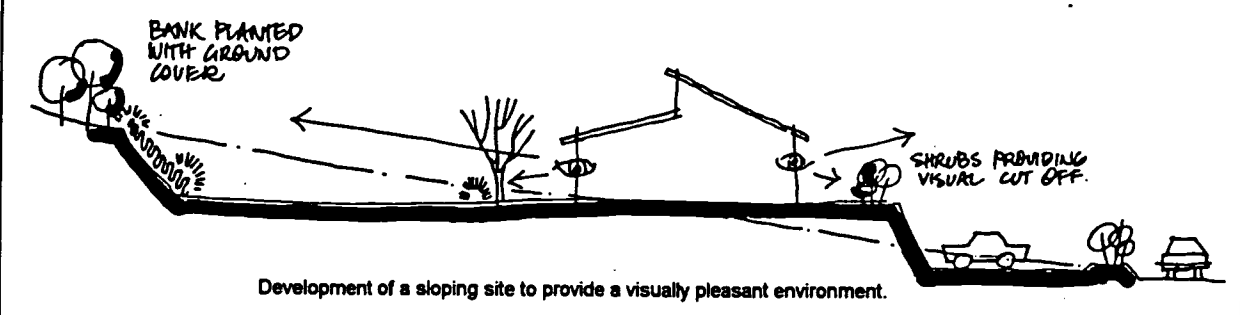 BANK PLANTED
WITH GROUND
COVER
SHRUBS PROVIDING
VISUAL CUT OFF.
Development of a sloping site to provide a visually pleasant environment.